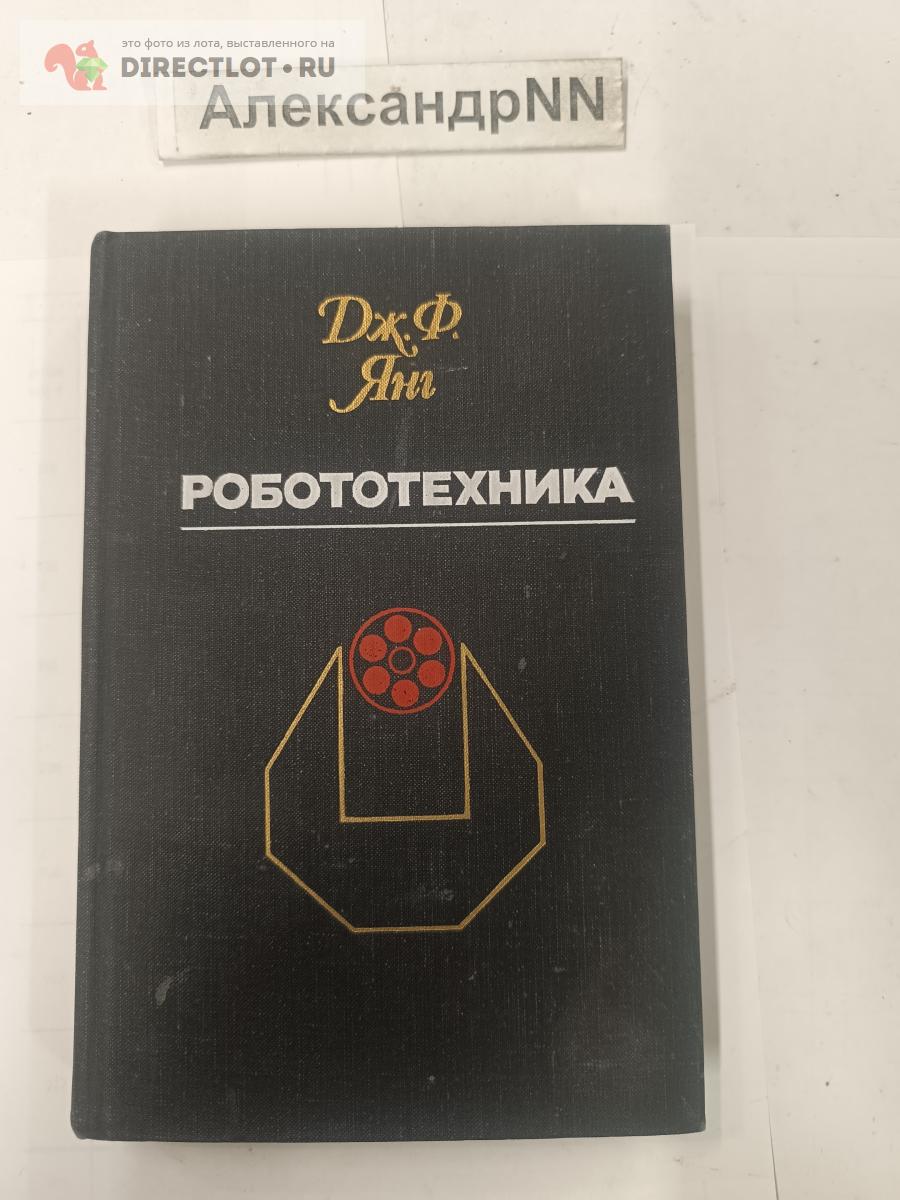 это фото из лота, выставленного на
DIRECTLOT•RU
АлександрNN
Дж. Ф.
Янг
РОБОТОТЕХНИКА